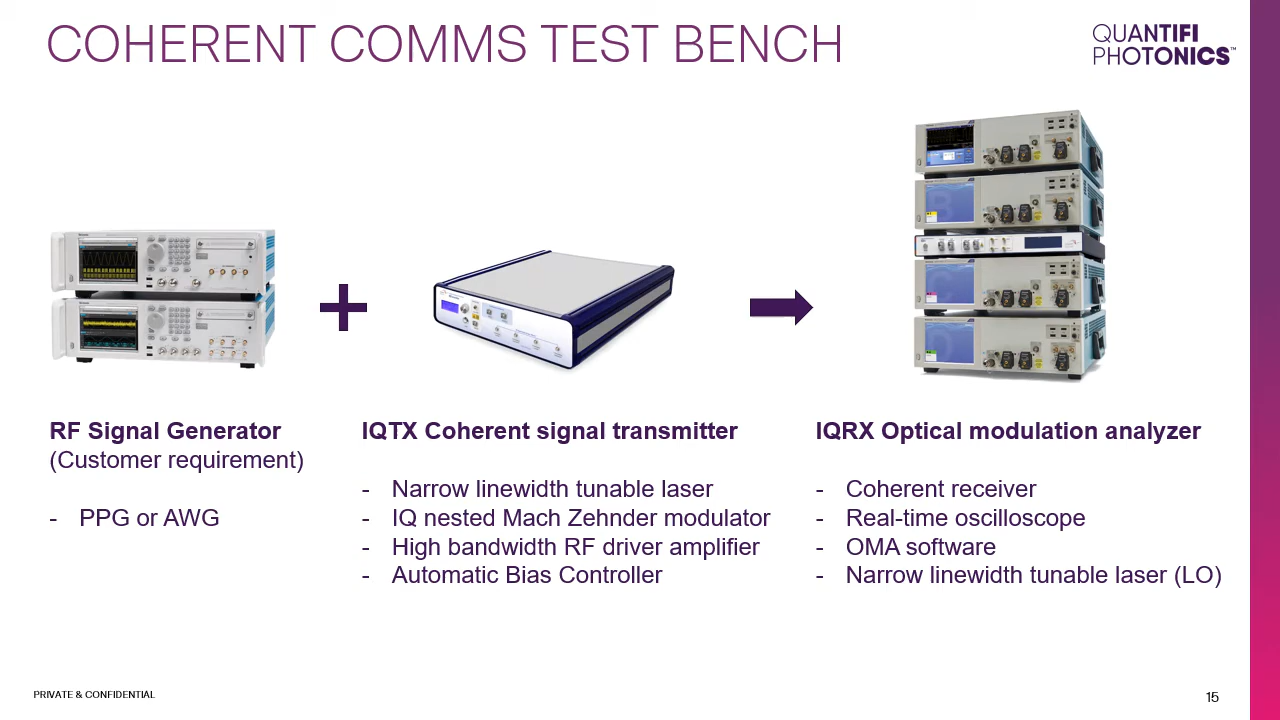 COHERENT COMMS TEST BENCH
QUANTIFI
PHOTONICS™
RF Signal Generator
(Customer requirement)
- PPG or AWG
IQTX Coherent signal transmitter
- Narrow linewidth tunable laser
- IQ nested Mach Zehnder modulator
- High bandwidth RF driver amplifier
- Automatic Bias Controller
IQRX Optical modulation analyzer
- Coherent receiver
- Real-time oscilloscope
- OMA software
- Narrow linewidth tunable laser (LO)
PRIVATE & CONFIDENTIAL
15